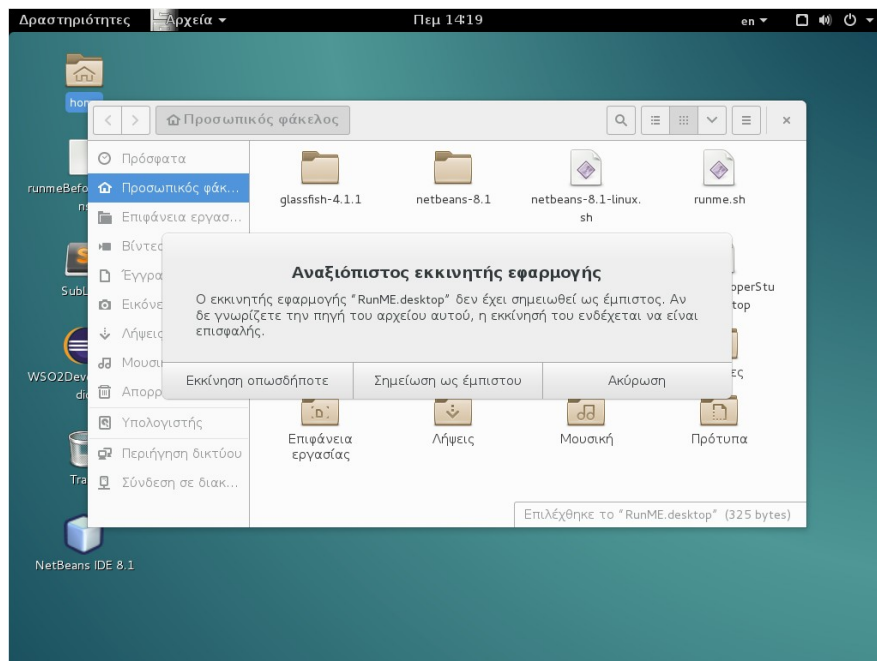 Δραστηριότητες
Αρχεία
Πεμ 14:19
en
Προσωπικός φάκελος
Πρόσφατα
Προσωπικός φάκ...
Επιφάνεια εργασ...
Λήψεις
Υπολογιστής
Περιήγηση δικτύου
Σύνδεση σε διακ...
glassfish-4.1.1
netbeans-8.1
netbeans-8.1-linux.
sh
runme.sh
Αναξιόπιστος εκκινητής εφαρμογής
Ο εκκινητής εφαρμογής “RunME.desktop” δεν έχει σημειωθεί ως έμπιστος. Αν
δε γνωρίζετε την πηγή του αρχείου αυτού, η εκκίνησή του ενδέχεται να είναι
επισφαλής.
Εκκίνηση οπωσδήποτε
Σημείωση ως έμπιστου
Ακύρωση
Επιφάνεια
εργασίας
Λήψεις
Μουσική
Πρότυπα
Επιλέχθηκε το “RunME.desktop” (325 bytes)
NetBeans IDE 8.1